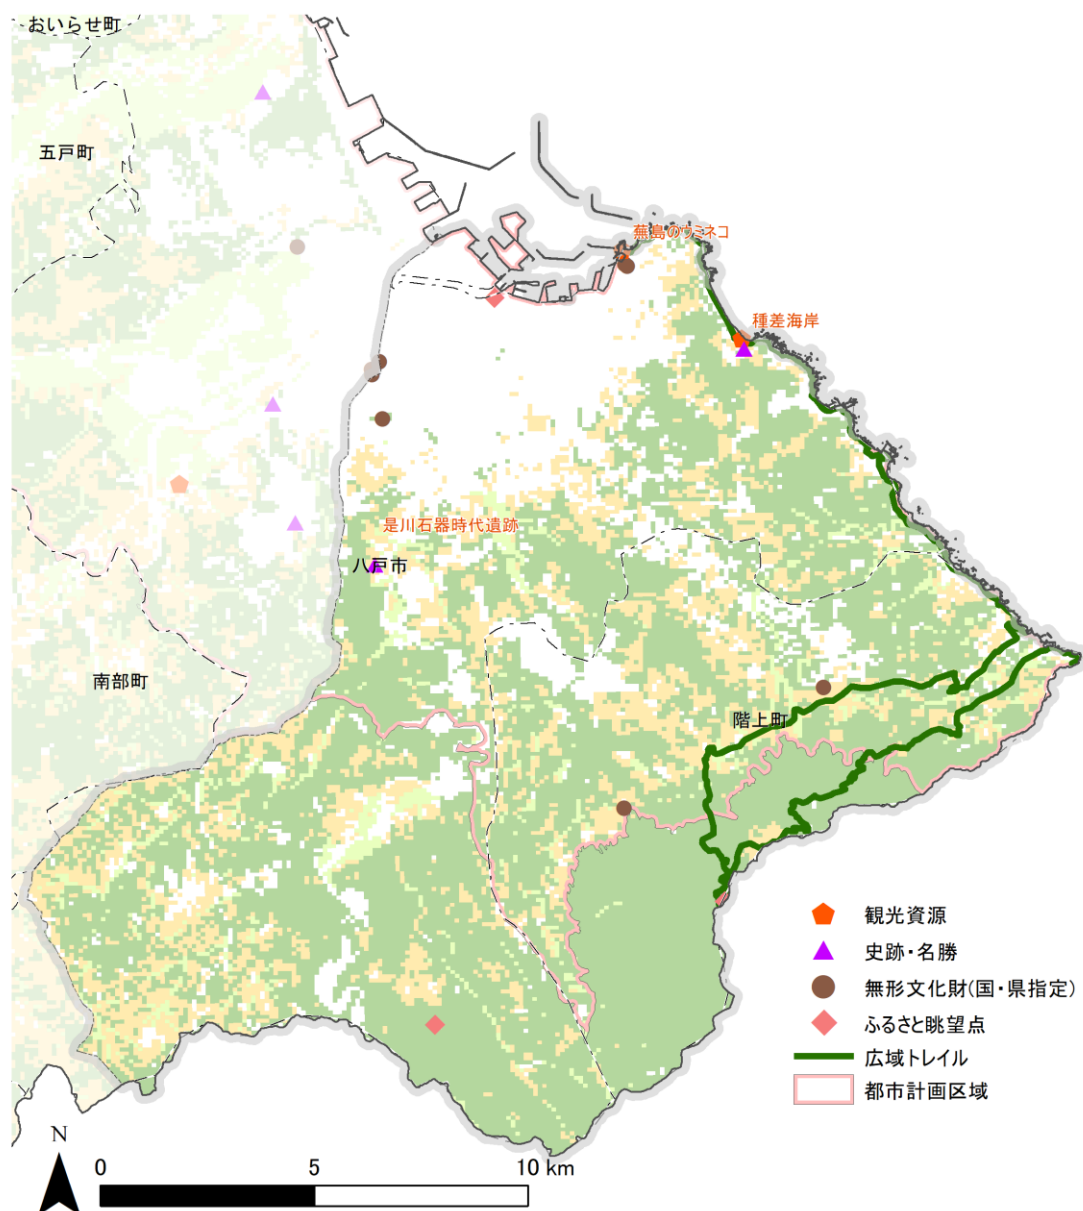 おいらせ町
五戸町
蕪島のウミネコ
種差海岸
是川石器時代遺跡
八戸市
南部町
階上町
観光資源
史跡・名勝
無形文化財(国・県指定)
ふるさと眺望点
広域トレイル
都市計画区域
N
0 5 10 km